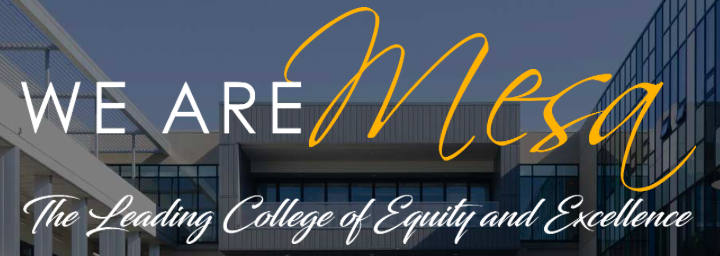 WE ARE Mesa
The Leading College of Equity and Excellence